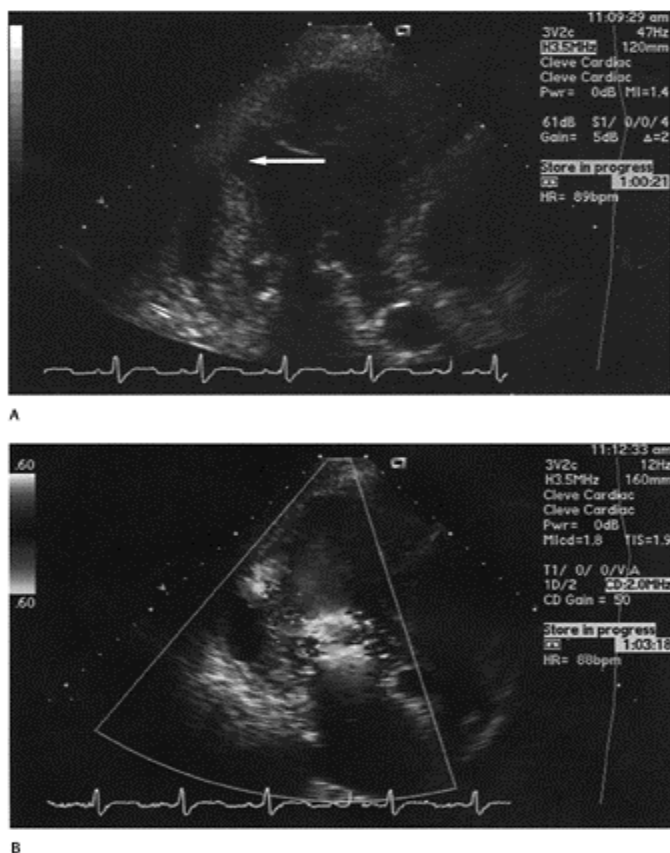 11:09:29 am
3V2c 47Hz
H3.5MHz 120mm
Cleve Cardiac
Cleve Cardiac
Pwr= 0dB MI=1.4
61dB S1/ 0/0/4
Gain= 5dB Δ=2
Store in progress
1:00:21
HR= 89bpm
A
.60
.60
11:12:33 am
3V2c 12Hz
H3.5MHz 160mm
Cleve Cardiac
Cleve Cardiac
Pwr= 0dB
MIcd=1.8 TIS=1.9
T1/ 0/ 0/V:A
1D/2 CD:2.0MHz
CD Gain = 50
Store in progress
1:03:18
HR= 88bpm
B